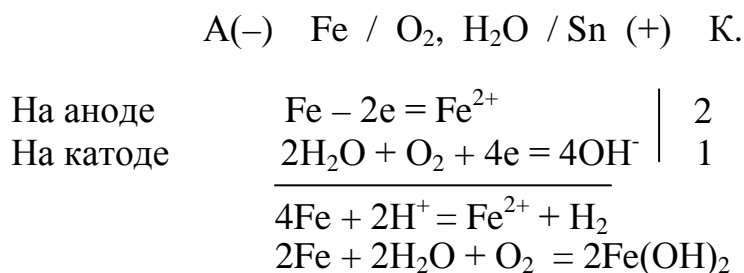 А(–) Fe / O₂, H₂O / Sn (+) К.
На аноде Fe – 2e = Fe²⁺ | 2
На катоде 2H₂O + O₂ + 4e = 4OH⁻ | 1
4Fe + 2H⁺ = Fe²⁺ + H₂
2Fe + 2H₂O + O₂ = 2Fe(OH)₂